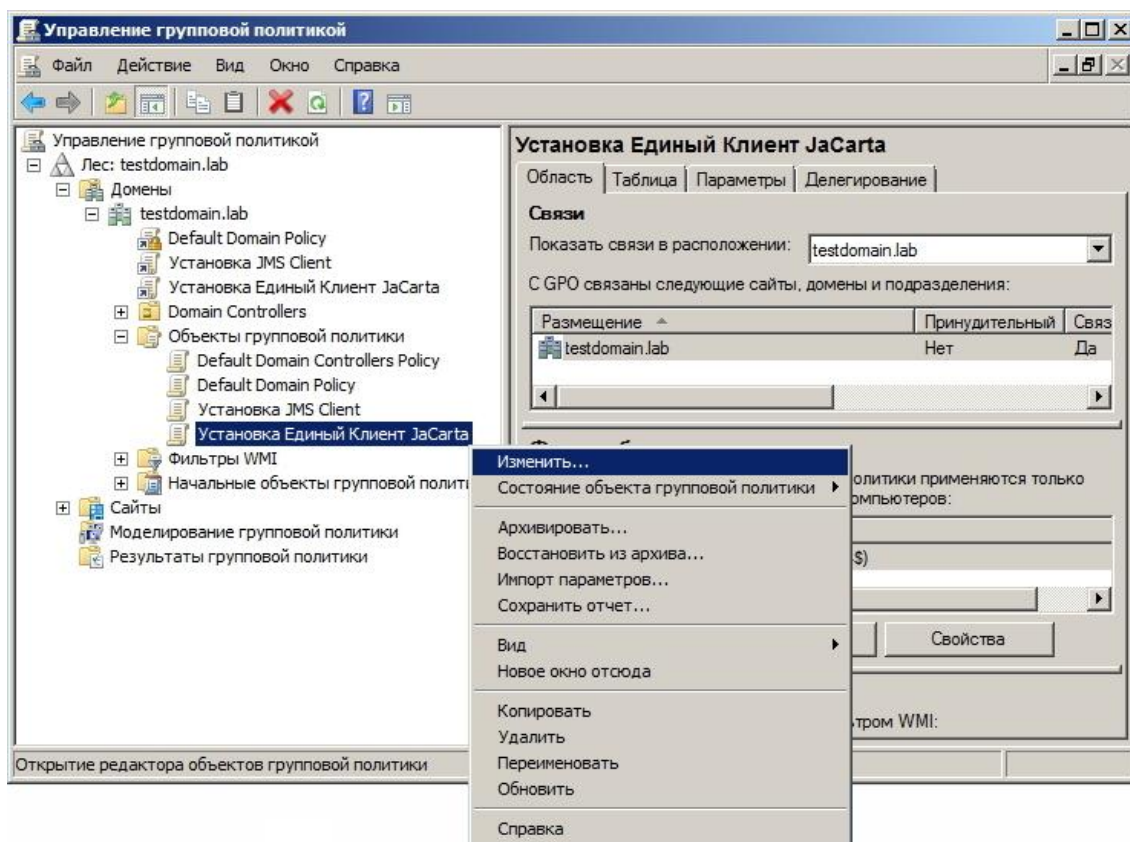 Управление групповой политикой
Файл Действие Вид Окно Справка
Управление групповой политикой
Лес: testdomain.lab
Домены
testdomain.lab
Default Domain Policy
Установка JMS Client
Установка Единый Клиент JaCarta
Domain Controllers
Объекты групповой политики
Default Domain Controllers Policy
Default Domain Policy
Установка JMS Client
Установка Единый Клиент JaCarta
Фильтры WMI
Начальные объекты групповой полити
Сайты
Моделирование групповой политики
Результаты групповой политики
Установка Единый Клиент JaCarta
Область Таблица Параметры Делегирование
Связи
Показать связи в расположении: testdomain.lab
С GPO связаны следующие сайты, домены и подразделения:
Размещение Принудительный Связ
testdomain.lab Нет Да
олитики применяются только
омпьютеров:
$)
Свойства
ьтром WMI:
Изменить...
Состояние объекта групповой политики
Архивировать...
Восстановить из архива...
Импорт параметров...
Сохранить отчет...
Вид
Новое окно отсюда
Копировать
Удалить
Переименовать
Обновить
Справка
Открытие редактора объектов групповой политики